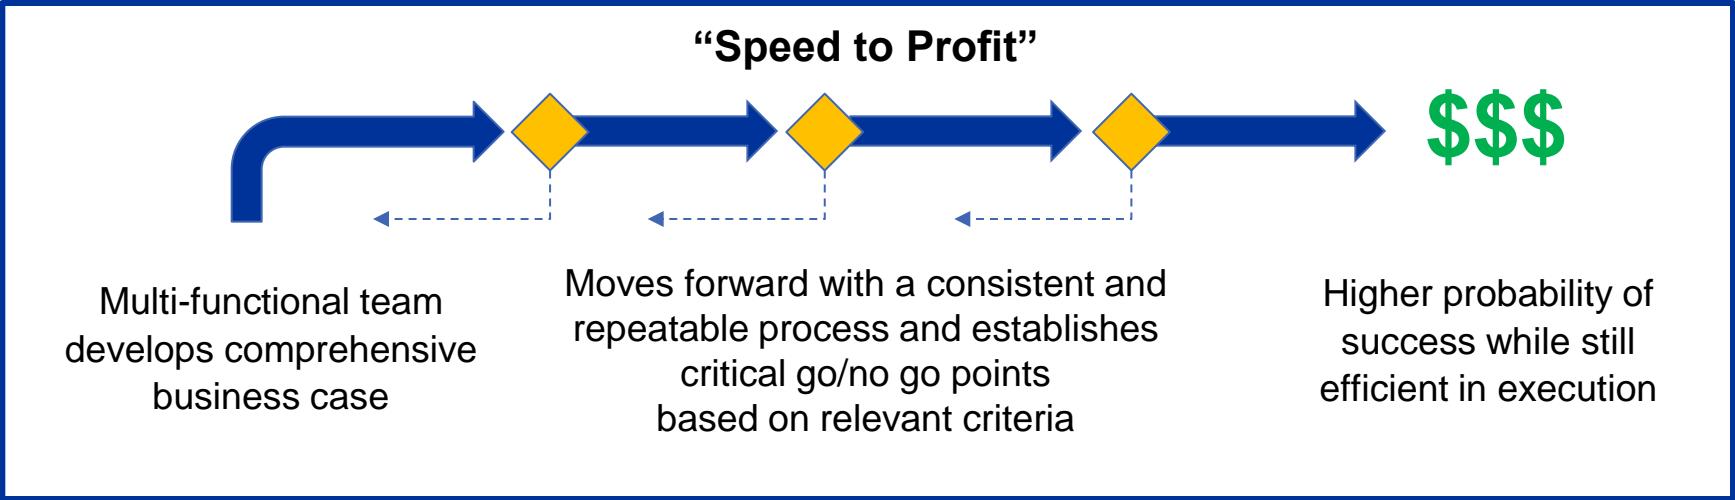 “Speed to Profit”
$$$
Multi-functional team
develops comprehensive
business case
Moves forward with a consistent and
repeatable process and establishes
critical go/no go points
based on relevant criteria
Higher probability of
success while still
efficient in execution